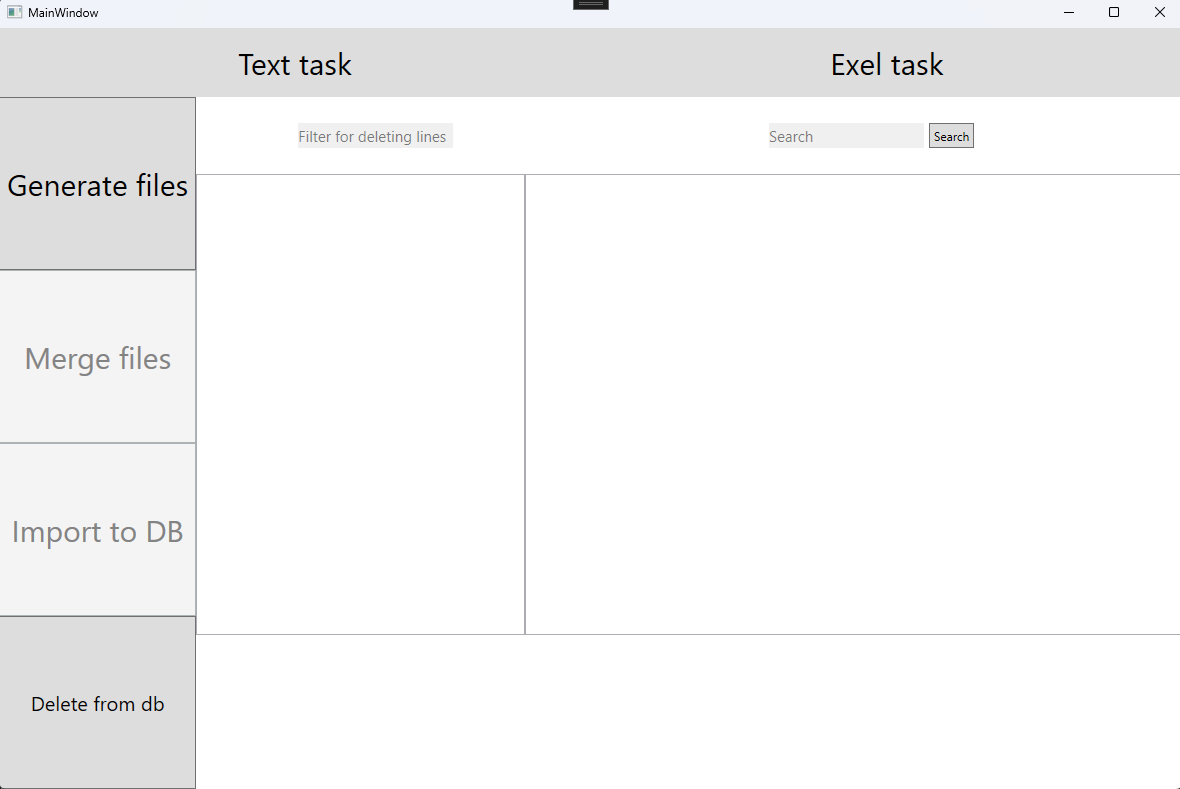 MainWindow
Text task
Exel task
Generate files
Filter for deleting lines
Search
Search
Merge files
Import to DB
Delete from db